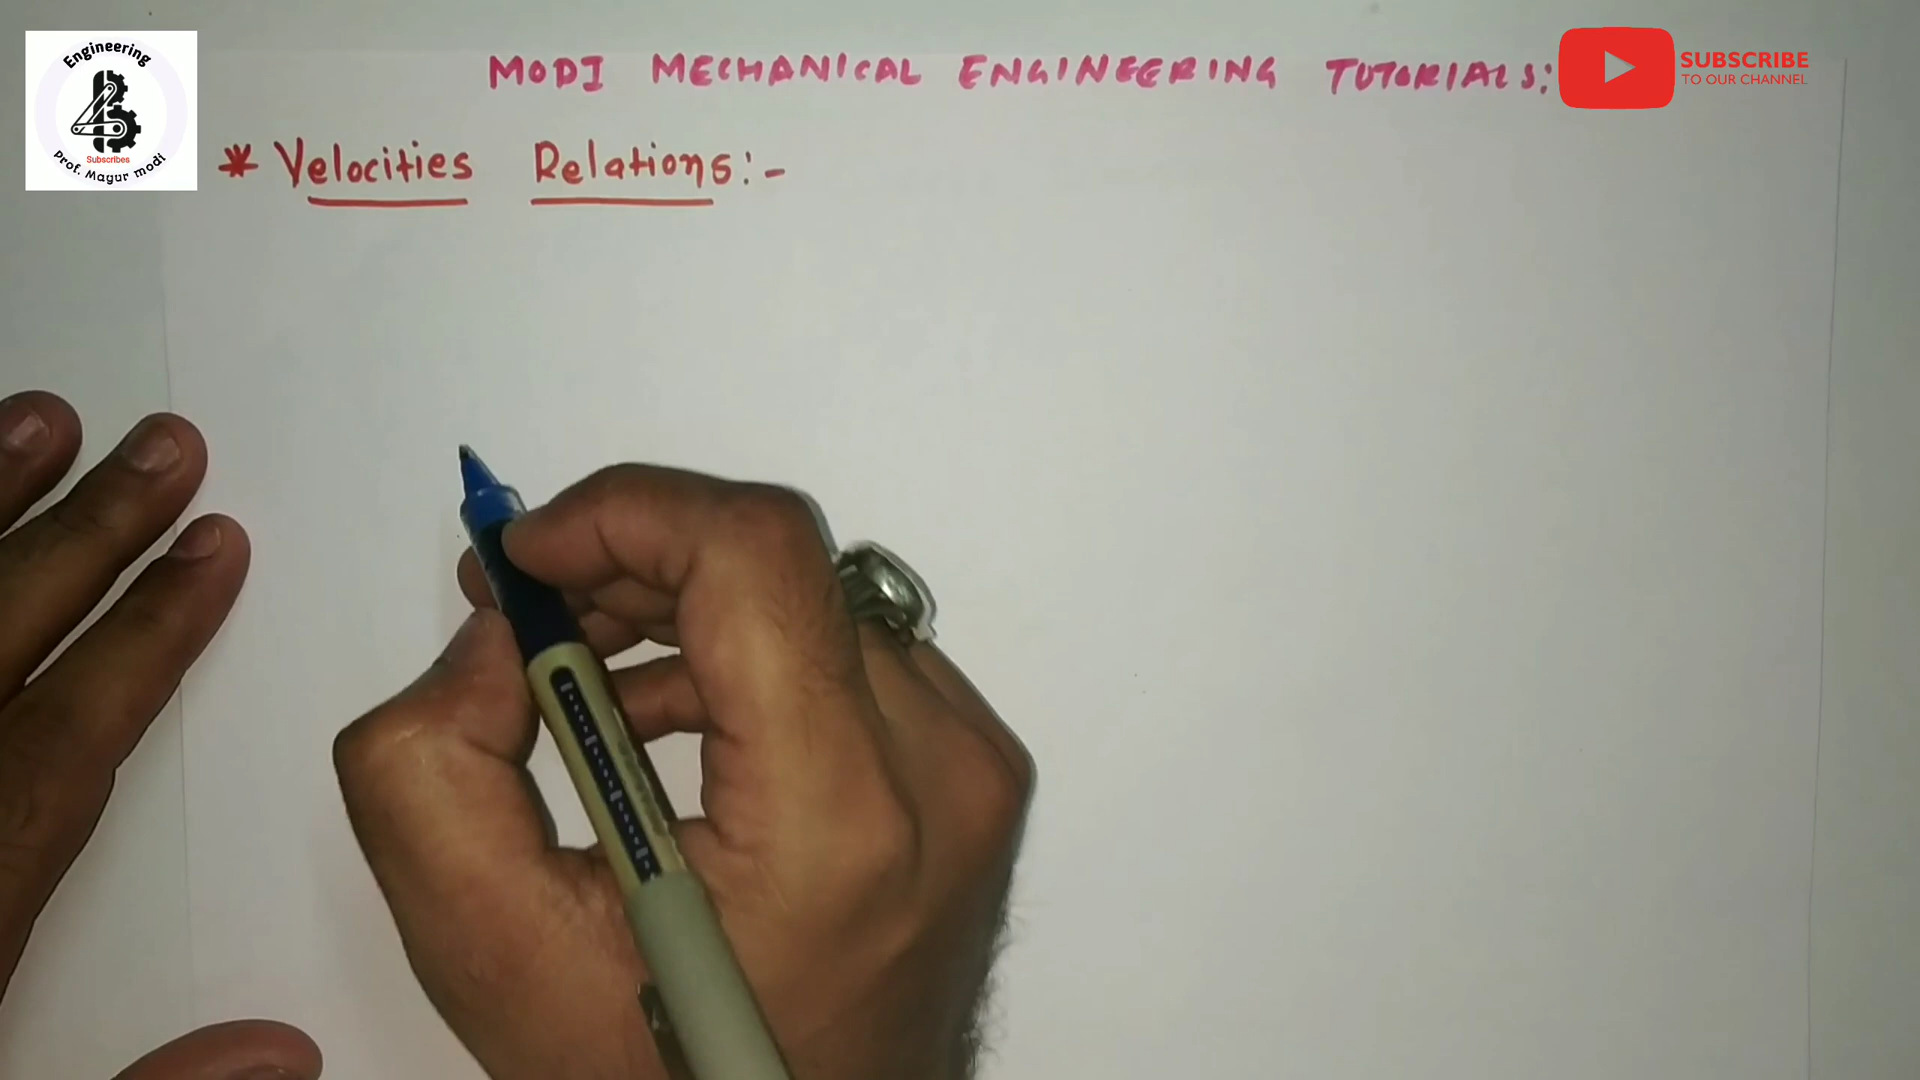 Engineering
Subscribes
Prof. Mayur modi
MODI MECHANICAL ENGINEERING TUTORIALS:
SUBSCRIBE
TO OUR CHANNEL
* Velocities Relations:-